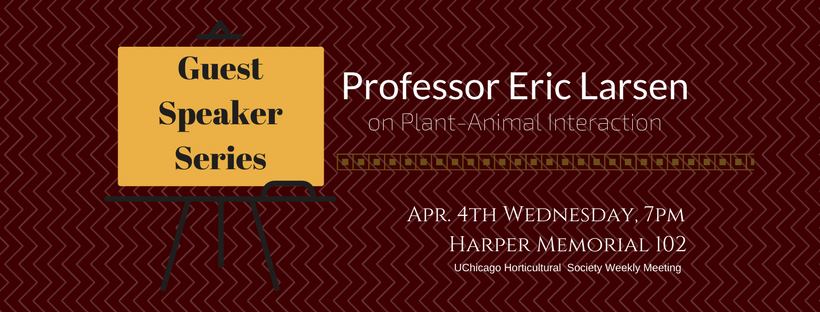 Guest
Speaker
Series
Professor Eric Larsen
on Plant-Animal Interaction
Apr. 4th Wednesday, 7pm
Harper Memorial 102
UChicago Horticultural Society Weekly Meeting